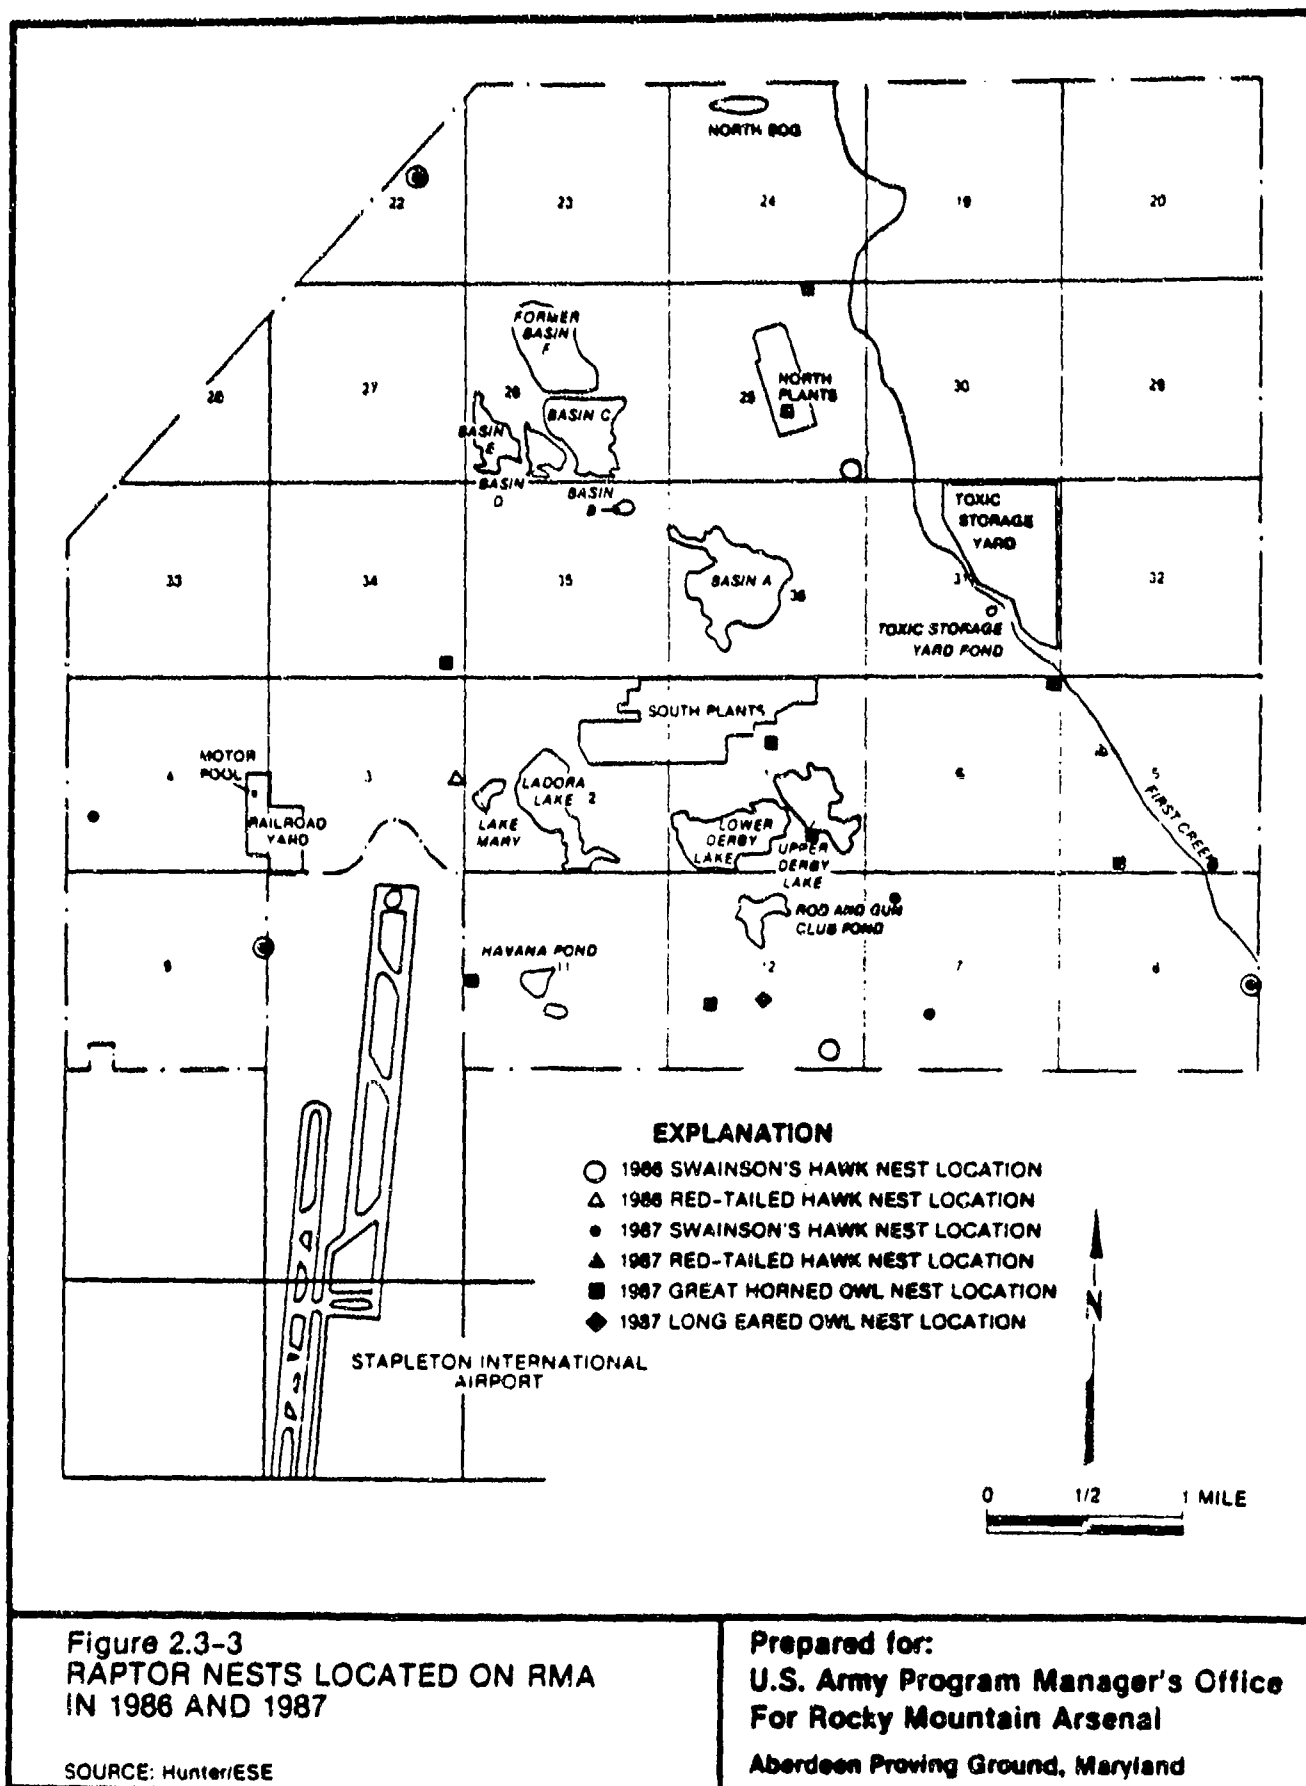 NORTH BOG
22
23
24
19
20
FORMER
BASIN
F
28
27
26
BASIN C
NORTH
PLANTS
25
30
29
BASIN
E
BASIN
D
BASIN
B
TOXIC
STORAGE
YARD
33
34
35
BASIN A
36
31
32
TOXIC STORAGE
YARD POND
SOUTH PLANTS
MOTOR
POOL
4
3
LADORA
LAKE 2
6
5
FIRST CREEK
RAILROAD
YARD
LAKE
MARY
LOWER
DERBY
LAKE
UPPER
DERBY
LAKE
ROD AND GUN
CLUB POND
HAVANA POND
9
11
12
7
8
EXPLANATION
1986 SWAINSON'S HAWK NEST LOCATION
1986 RED-TAILED HAWK NEST LOCATION
1987 SWAINSON'S HAWK NEST LOCATION
1987 RED-TAILED HAWK NEST LOCATION
1987 GREAT HORNED OWL NEST LOCATION
1987 LONG EARED OWL NEST LOCATION
N
STAPLETON INTERNATIONAL
AIRPORT
0 1/2 1 MILE
Figure 2.3-3
RAPTOR NESTS LOCATED ON RMA
IN 1986 AND 1987
SOURCE: Hunter/ESE
Prepared for:
U.S. Army Program Manager's Office
For Rocky Mountain Arsenal
Aberdeen Proving Ground, Maryland